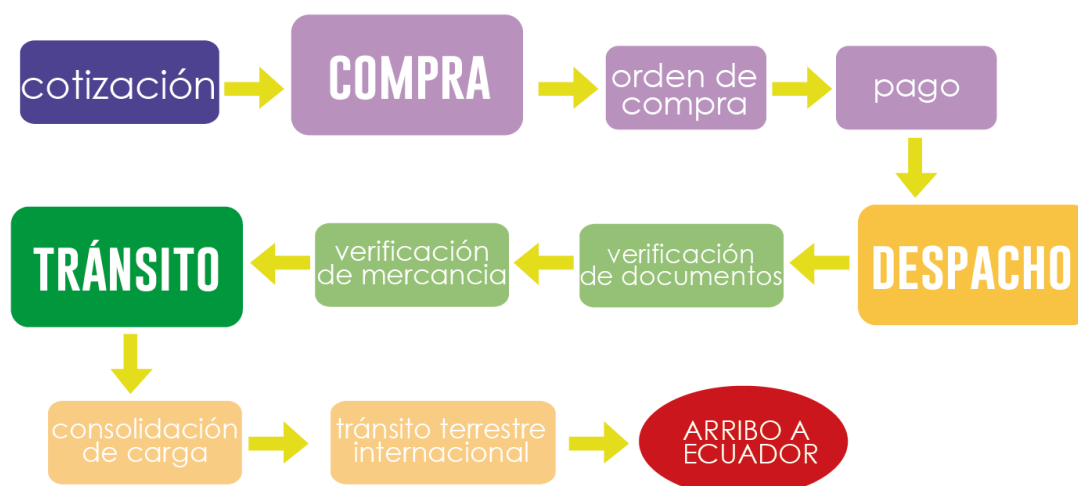 cotización
COMPRA
orden de
compra
pago
DESPACHO
verificación
de documentos
verificación
de mercancia
TRÁNSITO
consolidación
de carga
tránsito terrestre
internacional
ARRIBO A
ECUADOR